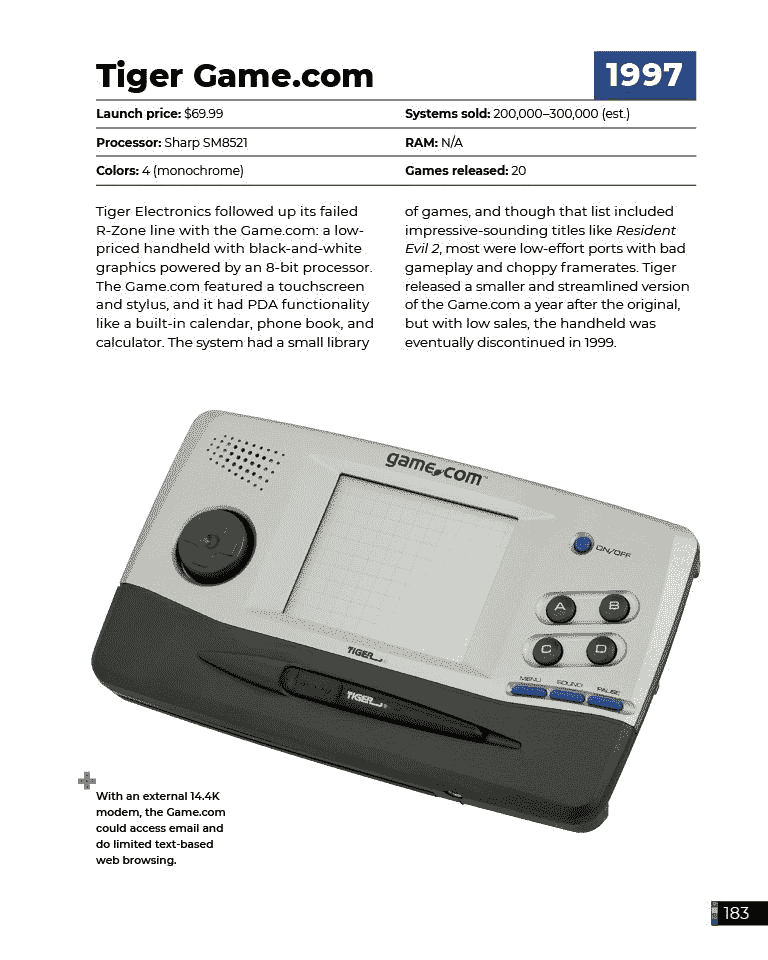 Tiger Game.com
1997
Launch price: $69.99
Systems sold: 200,000–300,000 (est.)
Processor: Sharp SM8521
RAM: N/A
Colors: 4 (monochrome)
Games released: 20
Tiger Electronics followed up its failed
R-Zone line with the Game.com: a low-
priced handheld with black-and-white
graphics powered by an 8-bit processor.
The Game.com featured a touchscreen
and stylus, and it had PDA functionality
like a built-in calendar, phone book, and
calculator. The system had a small library
of games, and though that list included
impressive-sounding titles like Resident
Evil 2, most were low-effort ports with bad
gameplay and choppy framerates. Tiger
released a smaller and streamlined version
of the Game.com a year after the original,
but with low sales, the handheld was
eventually discontinued in 1999.
game.com™
ON/OFF
A B
C D
MENU SOUND PAUSE
TIGER®
TIGER®
With an external 14.4K
modem, the Game.com
could access email and
do limited text-based
web browsing.
183